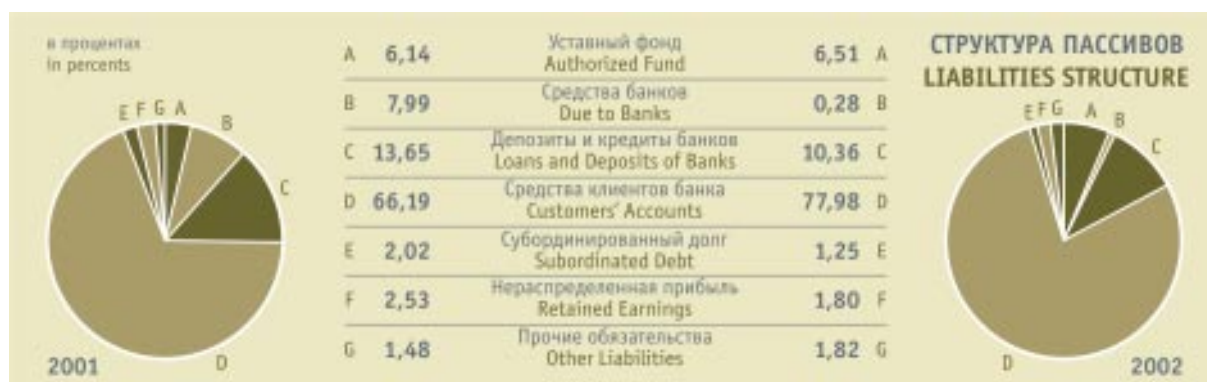 в процентах
In percents
A 6,14 Уставный фонд 6,51 A
Authorized Fund
B 7,99 Средства банков 0,28 B
Due to Banks
C 13,65 Депозиты и кредиты банков 10,36 C
Loans and Deposits of Banks
D 66,19 Средства клиентов банка 77,98 D
Customers' Accounts
E 2,02 Субординированный долг 1,25 E
Subordinated Debt
F 2,53 Нераспределенная прибыль 1,80 F
Retained Earnings
G 1,48 Прочие обязательства 1,82 G
Other Liabilities
СТРУКТУРА ПАССИВОВ
LIABILITIES STRUCTURE
E F G A
B
C
D
2001
E F G A B
C
D
2002